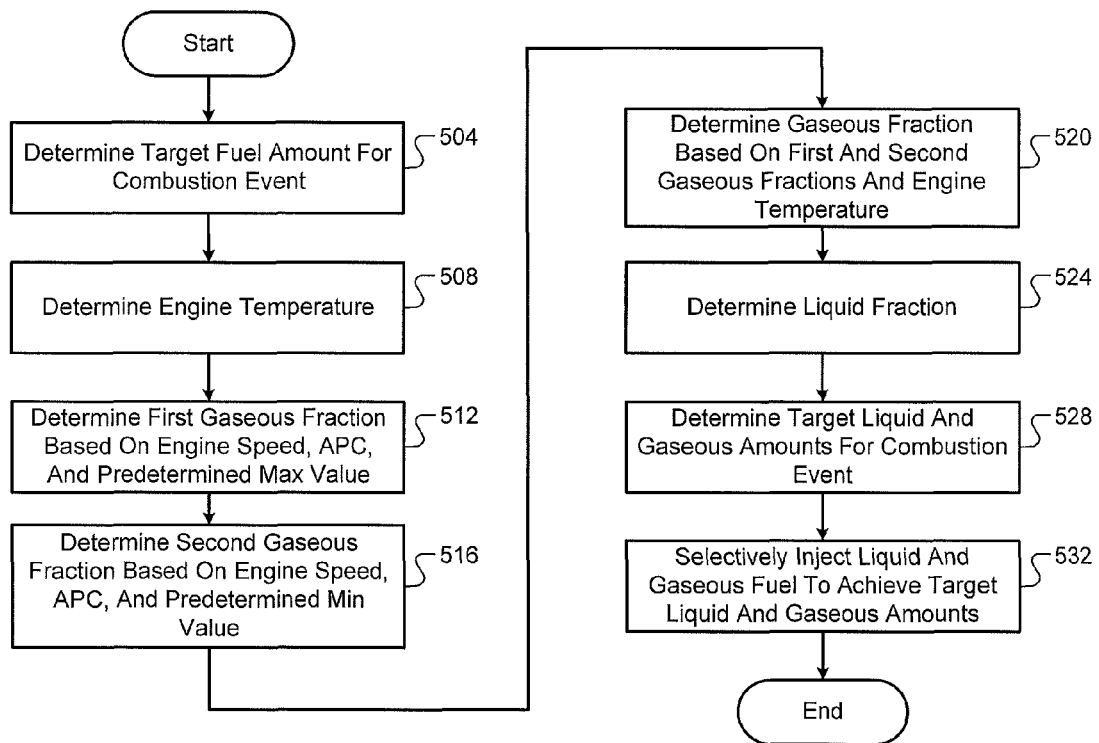 Start
Determine Target Fuel Amount For
Combustion Event
504
Determine Engine Temperature
508
Determine First Gaseous Fraction
Based On Engine Speed, APC,
And Predetermined Max Value
512
Determine Second Gaseous
Fraction Based On Engine Speed,
APC, And Predetermined Min
Value
516
Determine Gaseous Fraction
Based On First And Second
Gaseous Fractions And Engine
Temperature
520
Determine Liquid Fraction
524
Determine Target Liquid And
Gaseous Amounts For Combustion
Event
528
Selectively Inject Liquid And
Gaseous Fuel To Achieve Target
Liquid And Gaseous Amounts
532
End